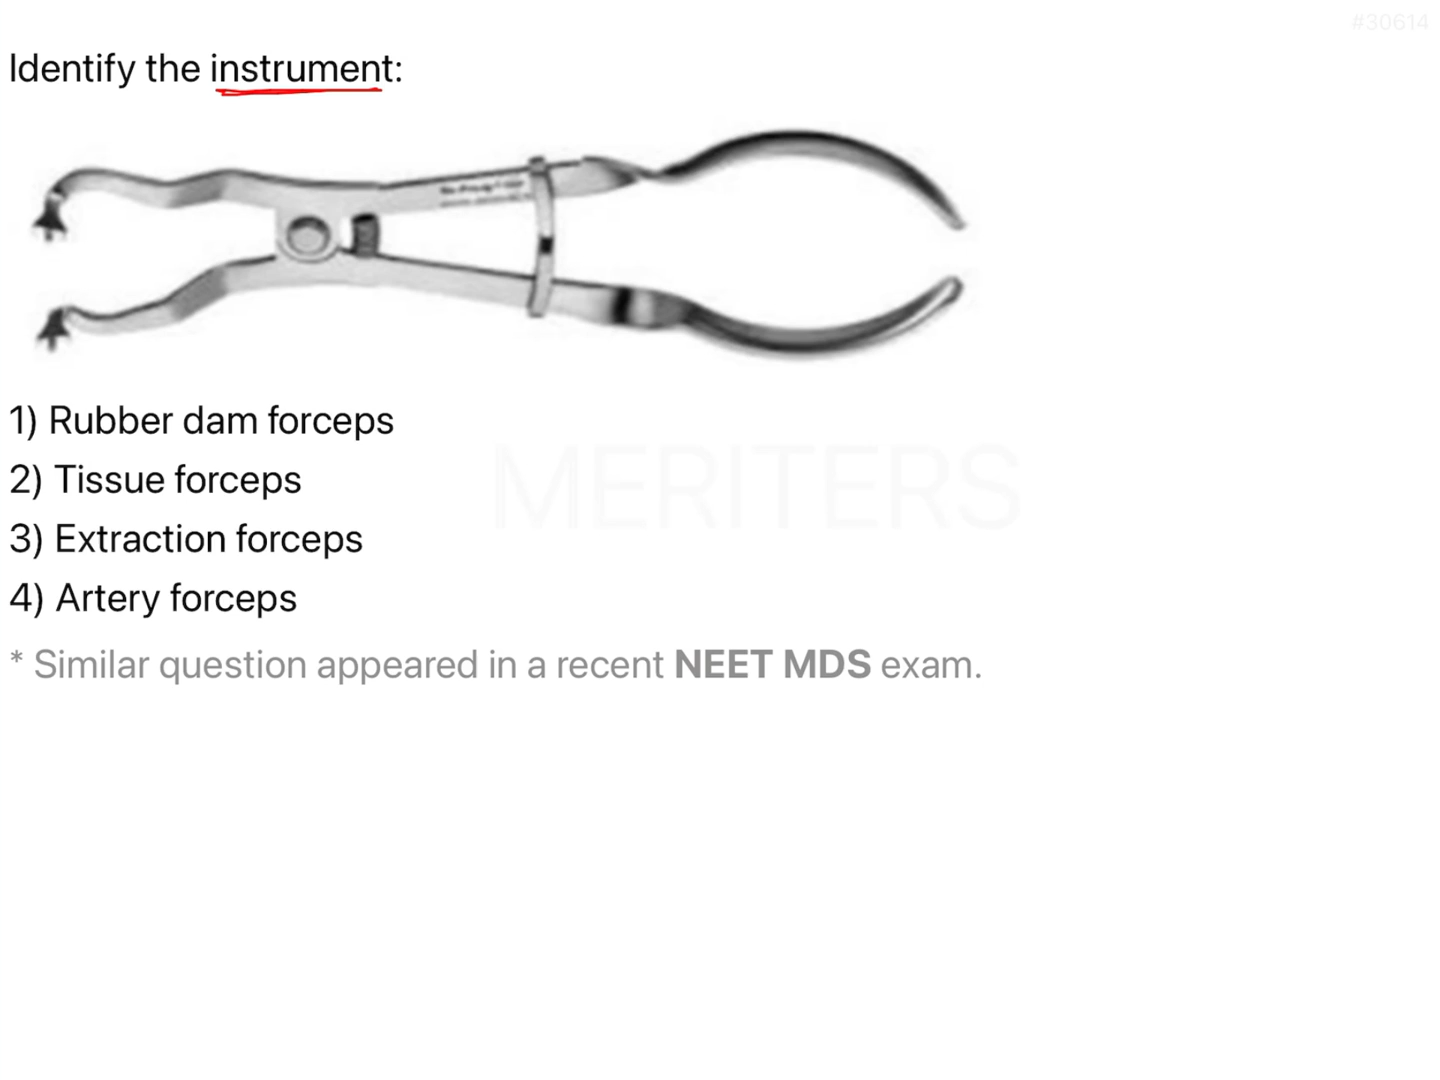 #30614
Identify the instrument:
1) Rubber dam forceps
2) Tissue forceps
MERITERS
3) Extraction forceps
4) Artery forceps
* Similar question appeared in a recent NEET MDS exam.